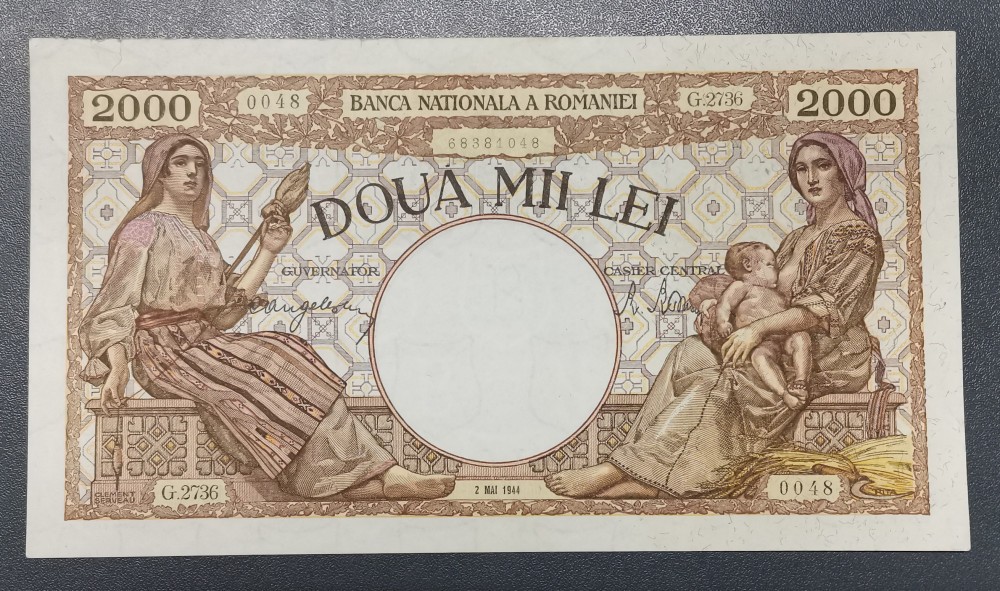 2000 0048 BANCA NATIONALA A ROMANIEI G.2736 2000
68381048
DOUA MII LEI
GUVERNATOR CASIER CENTRAL
CLEMENT
SERVEAU
G.2736 2 MAI 1944 0048